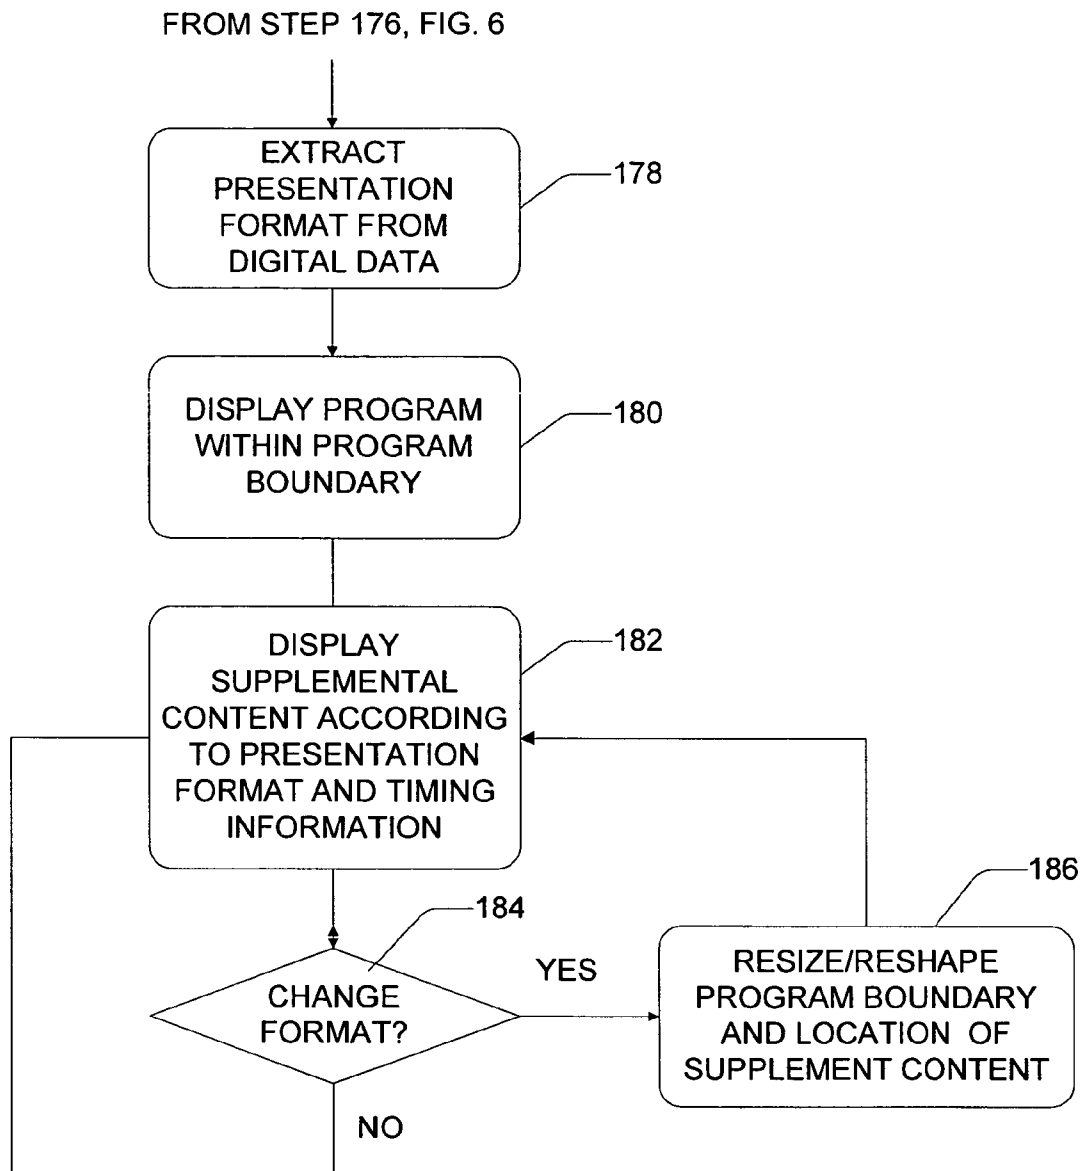 FROM STEP 176, FIG. 6
EXTRACT
PRESENTATION
FORMAT FROM
DIGITAL DATA
178
DISPLAY PROGRAM
WITHIN PROGRAM
BOUNDARY
180
DISPLAY
SUPPLEMENTAL
CONTENT ACCORDING
TO PRESENTATION
FORMAT AND TIMING
INFORMATION
182
184
CHANGE
FORMAT?
YES
186
RESIZE/RESHAPE
PROGRAM BOUNDARY
AND LOCATION OF
SUPPLEMENT CONTENT
NO